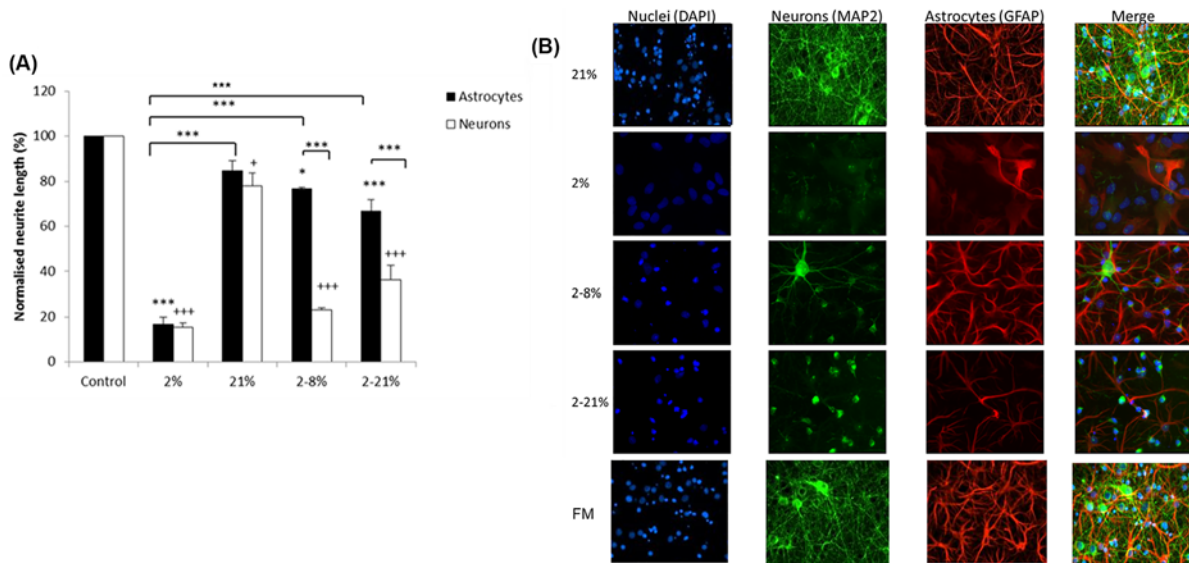 (A)
***
***
***
***
***
+
*
***
***
+++
+++
+++
Astrocytes
Neurons
Normalised neurite length (%)
120
100
80
60
40
20
0
Control 2% 21% 2-8% 2-21%
(B)
Nuclei (DAPI) Neurons (MAP2) Astrocytes (GFAP) Merge
21%
2%
2-8%
2-21%
FM